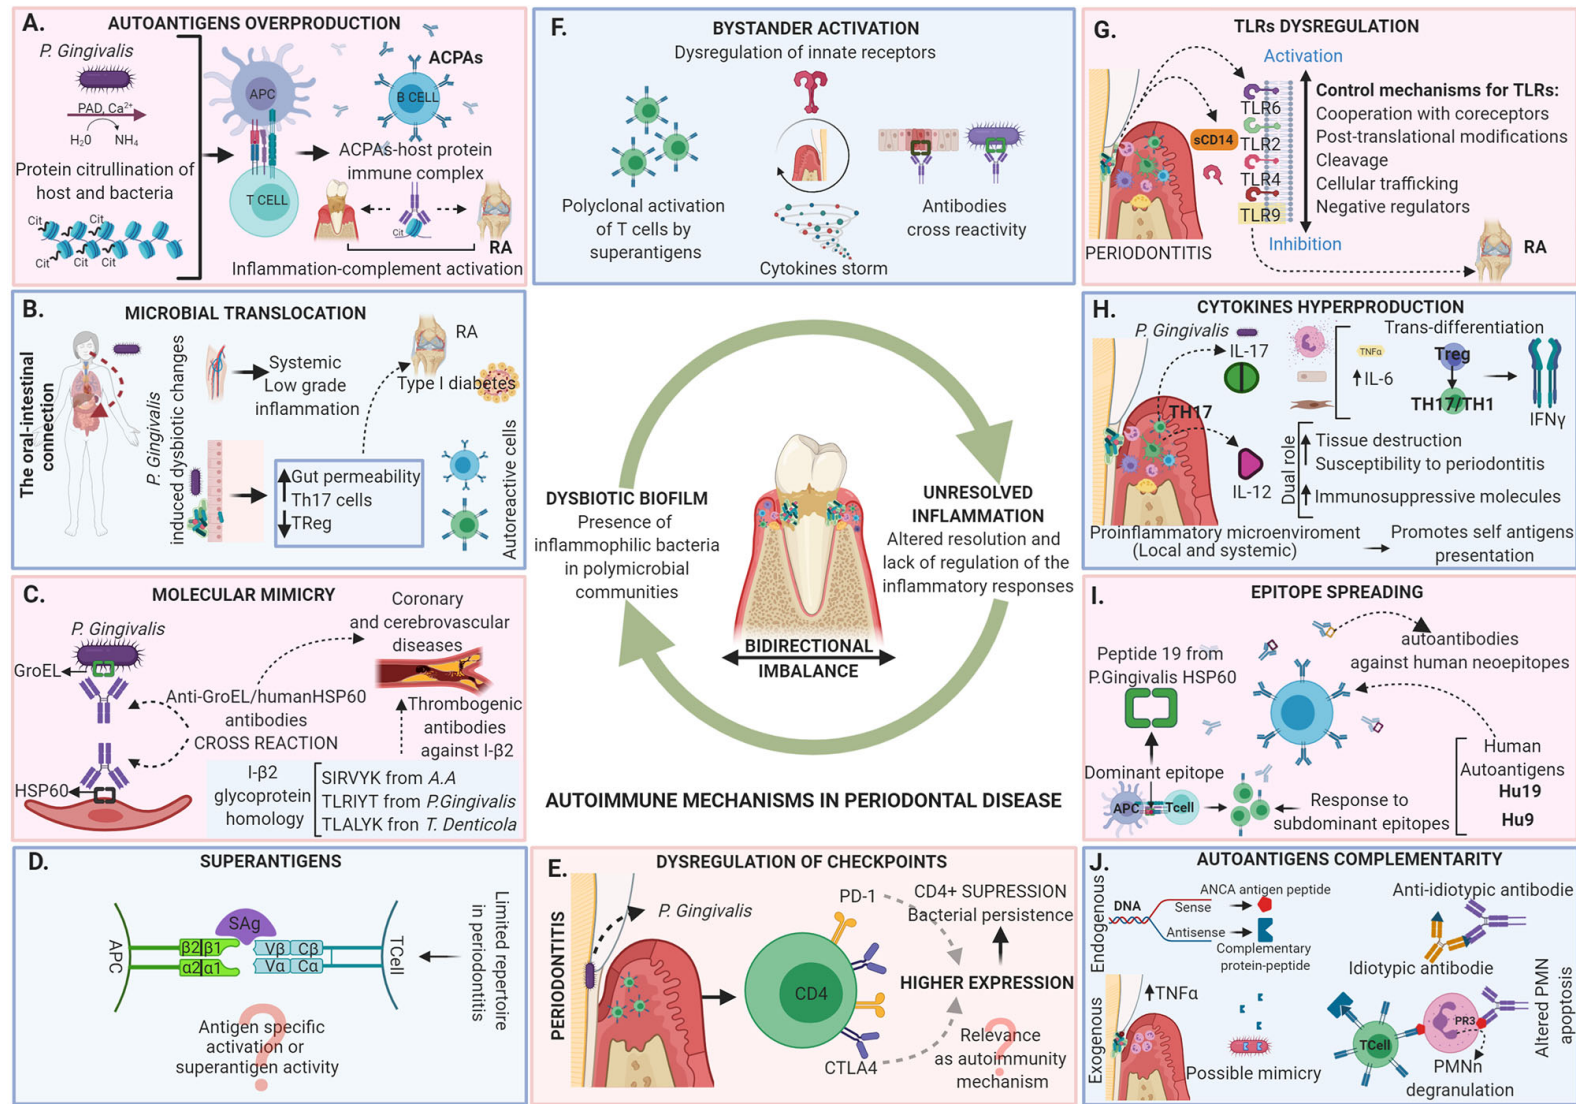 A.
AUTOANTIGENS OVERPRODUCTION
P. Gingivalis
PAD, Ca²⁺
H₂0
NH₄
Protein citrullination of
host and bacteria
Cit
Cit
Cit
Cit
Cit
Cit
APC
T CELL
ACPAs
B CELL
ACPAs-host protein
immune complex
Cit
RA
Inflammation-complement activation
B.
MICROBIAL TRANSLOCATION
The oral-intestinal
connection
P. Gingivalis
induced dysbiotic changes
Systemic
Low grade
inflammation
RA
Type I diabetes
Gut permeability
Th17 cells
TReg
Autoreactive cells
C.
MOLECULAR MIMICRY
P. Gingivalis
GroEL
Anti-GroEL/humanHSP60
antibodies
CROSS REACTION
HSP60
Coronary
and cerebrovascular
diseases
Thrombogenic
antibodies
against I-β2
I-β2
glycoprotein
homology
SIRVYK from A.A
TLRIYT from P.Gingivalis
TLALYK fron T. Denticola
D.
SUPERANTIGENS
APC
SAg
β2 β1
α2 α1
Vβ Cβ
Vα Cα
TCell
Limited repertoire
in periodontitis
?
Antigen specific
activation or
superantigen activity
E.
DYSREGULATION OF CHECKPOINTS
PERIODONTITIS
P. Gingivalis
CD4
PD-1
CTLA4
CD4+ SUPRESSION
Bacterial persistence
HIGHER EXPRESSION
?
Relevance
as autoimmunity
mechanism
F.
BYSTANDER ACTIVATION
Dysregulation of innate receptors
Polyclonal activation
of T cells by
superantigens
Cytokines storm
Antibodies
cross reactivity
DYSBIOTIC BIOFILM
Presence of
inflammophilic bacteria
in polymicrobial
communities
UNRESOLVED
INFLAMMATION
Altered resolution and
lack of regulation of the
inflammatory responses
BIDIRECTIONAL
IMBALANCE
AUTOIMMUNE MECHANISMS IN PERIODONTAL DISEASE
G.
TLRs DYSREGULATION
Activation
sCD14
TLR6
TLR2
TLR4
TLR9
Inhibition
PERIODONTITIS
Control mechanisms for TLRs:
Cooperation with coreceptors
Post-translational modifications
Cleavage
Cellular trafficking
Negative regulators
RA
H.
CYTOKINES HYPERPRODUCTION
P. Gingivalis
IL-17
TH17
IL-12
TNFα
IL-6
Trans-differentiation
Treg
TH17/TH1
IFNγ
Dual role
Tissue destruction
Susceptibility to periodontitis
Immunosuppressive molecules
Proinflammatory microenviroment
(Local and systemic)
Promotes self antigens
presentation
I.
EPITOPE SPREADING
Peptide 19 from
P.Gingivalis HSP60
Dominant epitope
APC
Tcell
autoantibodies
against human neoepitopes
Response to
subdominant epitopes
Human
Autoantigens
Hu19
Hu9
J.
AUTOANTIGENS COMPLEMENTARITY
Endogenous
DNA
ANCA antigen peptide
Sense
Antisense
Complementary
protein-peptide
Anti-idiotypic antibodie
Idiotypic antibodie
Exogenous
TNFα
Possible mimicry
TCell
PR3
PMNn
degranulation
Altered PMN
apoptosis